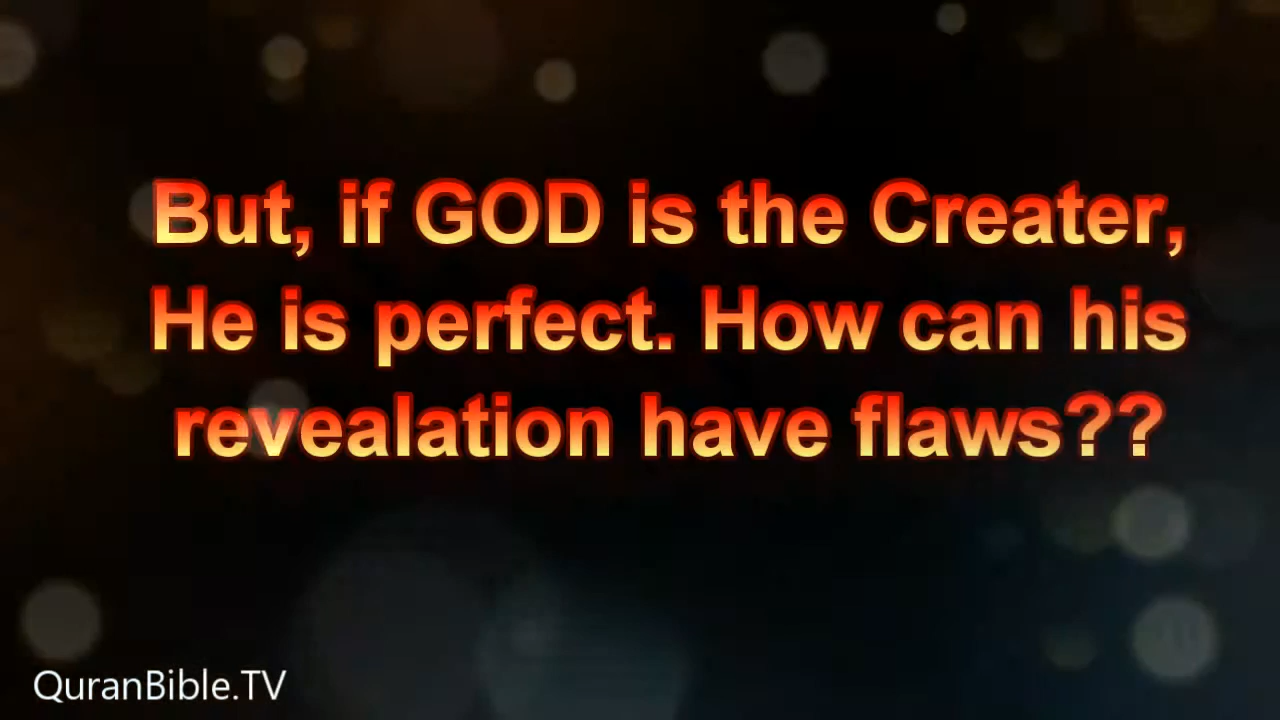 But, if GOD is the Creater,
He is perfect. How can his
revealation have flaws??
QuranBible.TV